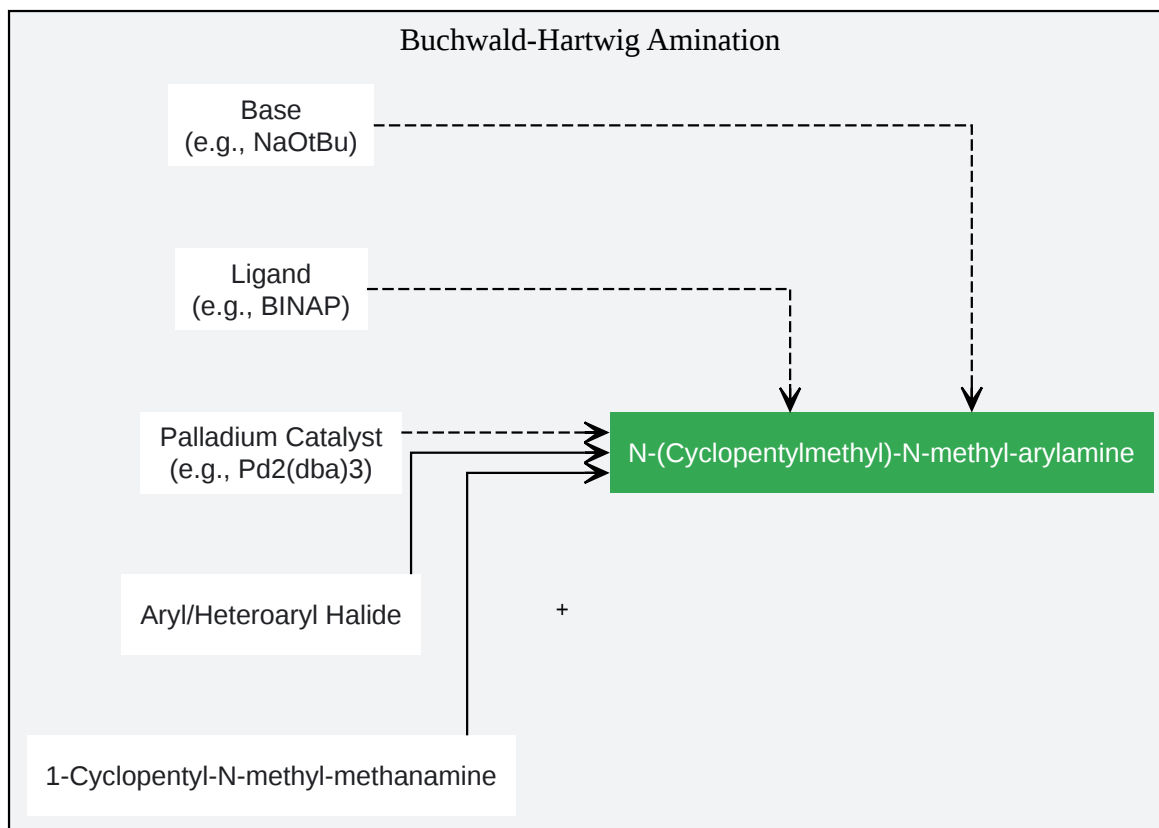 Buchwald-Hartwig Amination
Base
(e.g., NaOtBu)
Ligand
(e.g., BINAP)
Palladium Catalyst
(e.g., Pd2(dba)3)
N-(Cyclopentylmethyl)-N-methyl-arylamine
Aryl/Heteroaryl Halide
+
1-Cyclopentyl-N-methyl-methanamine